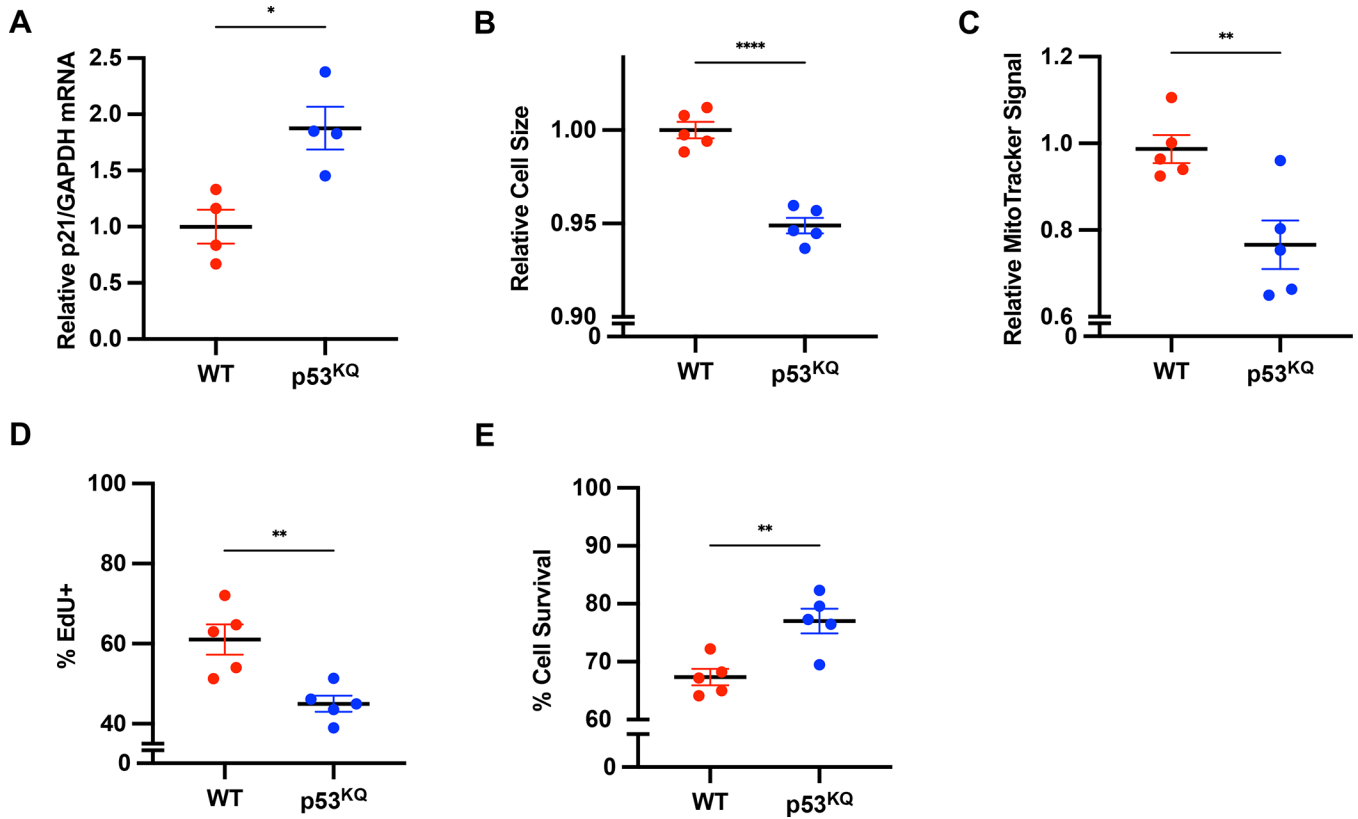 A
*
Relative p21/GAPDH mRNA
2.5
2.0
1.5
1.0
0.5
0.0
WT
p53KQ
B
****
Relative Cell Size
1.00
0.95
0.90
0
WT
p53KQ
C
**
Relative MitoTracker Signal
1.2
1.0
0.8
0.6
0
WT
p53KQ
D
**
% EdU+
100
80
60
40
0
WT
p53KQ
E
**
% Cell Survival
100
90
80
70
60
0
WT
p53KQ